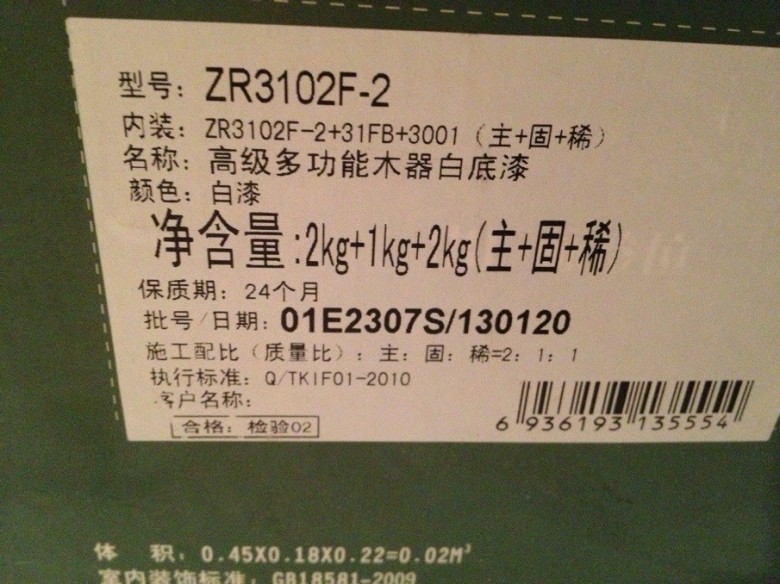 型号：ZR3102F-2
内装：ZR3102F-2+31FB+3001（主+固+稀）
名称：高级多功能木器白底漆
颜色：白漆
净含量:2kg+1kg+2kg(主+固+稀)
保质期：24个月
批号/日期：01E2307S/130120
施工配比（质量比）：主：固：稀=2：1：1
执行标准：Q/TKIF01-2010
客户名称：
合格：检验02
6 936193 135554
体 积：0.45X0.18X0.22=0.02M³
室内装饰标准：GB18581-2009